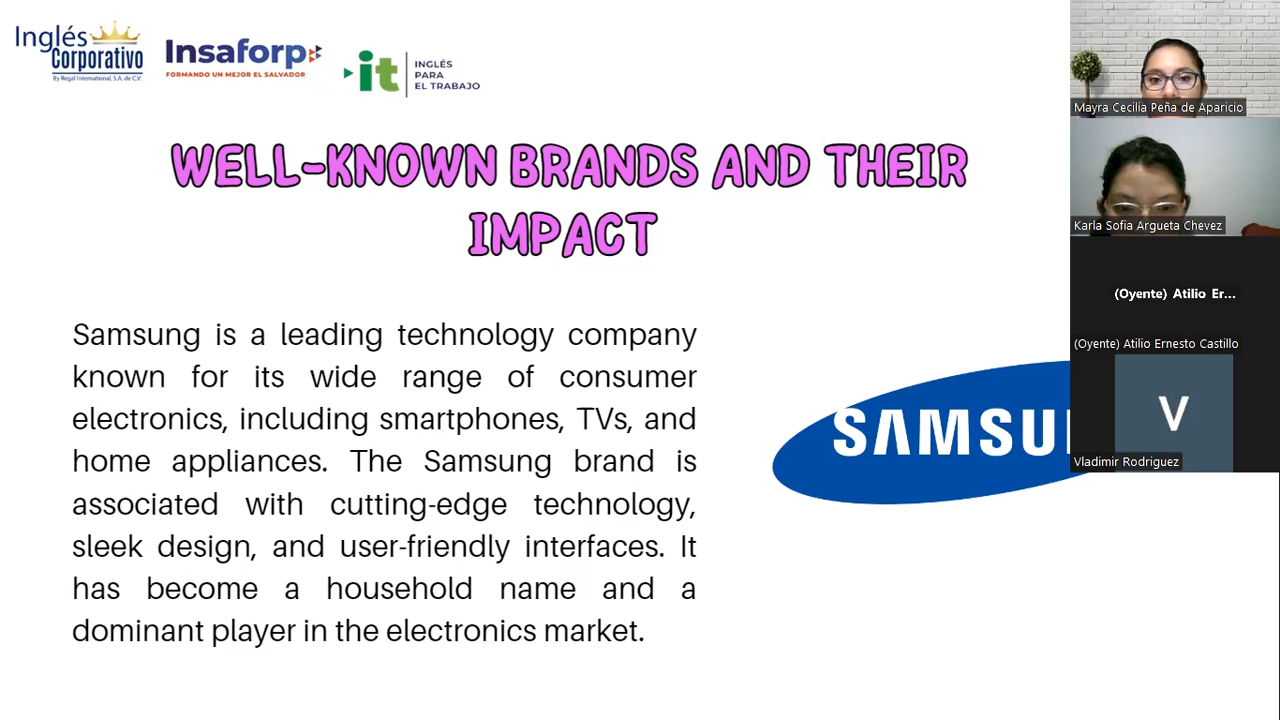 Inglés
Corporativo
By Regal International, S.A. de C.V.
Insaforp
FORMANDO UN MEJOR EL SALVADOR
it
INGLÉS
PARA
EL TRABAJO
WELL-KNOWN BRANDS AND THEIR
IMPACT
Samsung is a leading technology company
known for its wide range of consumer
electronics, including smartphones, TVs, and
home appliances. The Samsung brand is
associated with cutting-edge technology,
sleek design, and user-friendly interfaces. It
has become a household name and a
dominant player in the electronics market.
SAMSU
Mayra Cecilia Peña de Aparicio
Karla Sofia Argueta Chevez
(Oyente) Atilio Er...
(Oyente) Atilio Ernesto Castillo
V
Vladimir Rodriguez